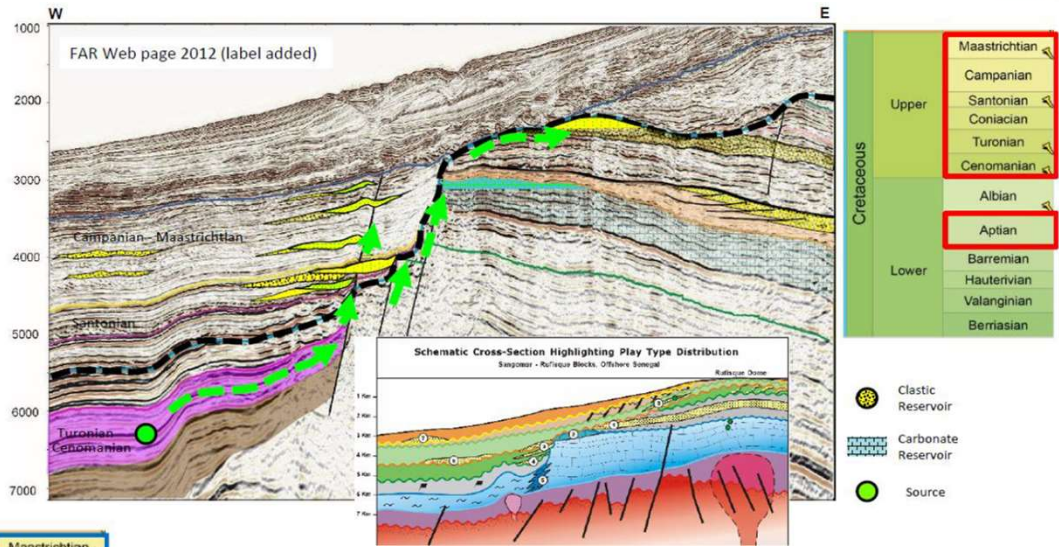 W
E
FAR Web page 2012 (label added)
1000
2000
3000
4000
5000
6000
7000
Campanian - Maastrichtian
Santonian
Turonian
Cenomanian
Schematic Cross-Section Highlighting Play Type Distribution
Sangomar - Rufisque Blocks, Offshore Senegal
Rufisque Dome
Cretaceous
Upper
Maastrichtian
Campanian
Santonian
Coniacian
Turonian
Cenomanian
Lower
Albian
Aptian
Barremian
Hauterivian
Valanginian
Berriasian
Clastic
Reservoir
Carbonate
Reservoir
Source
Maastrichtian